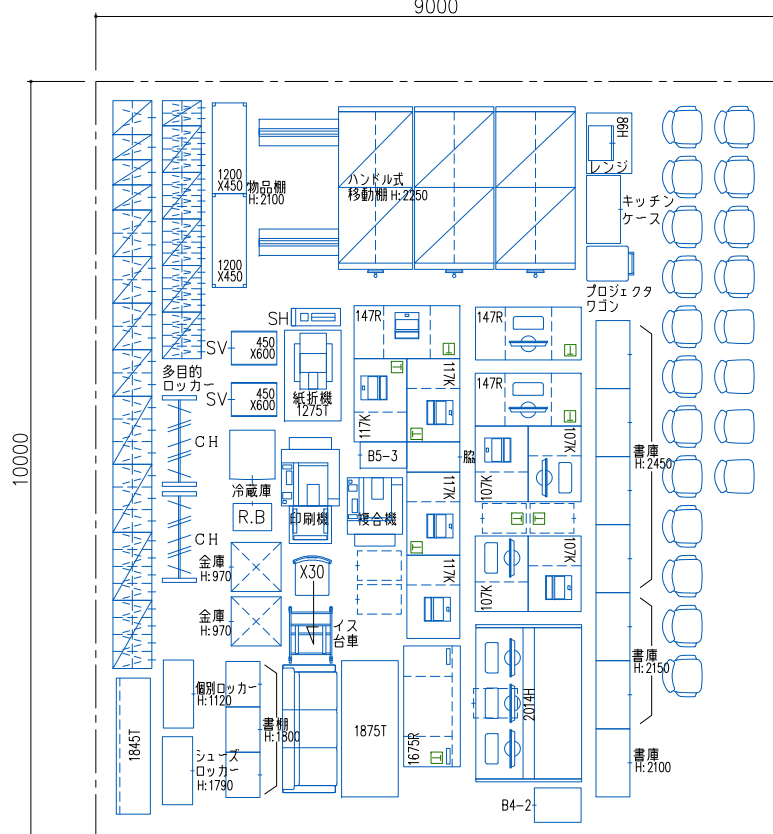 9000
10000
1200
X450
物品棚
H:2100
1200
X450
ハンドル式
移動棚 H:2250
H98
レンジ
キッチン
ケース
プロジェクタ
ワゴン
SH
147R
147R
SV
450
X600
多目的
ロッカー
SV
450
X600
紙折機
1275T
117K
117K
147R
107K
書庫
H:2450
CH
B5-3
脇
冷蔵庫
R.B
印刷機
複合機
117K
107K
CH
金庫
H:970
X30
117K
107K
107K
金庫
H:970
イス
台車
書庫
H:2150
個別ロッカー
H:1120
書棚
H:1800
1845T
1875T
1675R
2014H
シューズ
ロッカー
H:1790
書庫
H:2100
B4-2